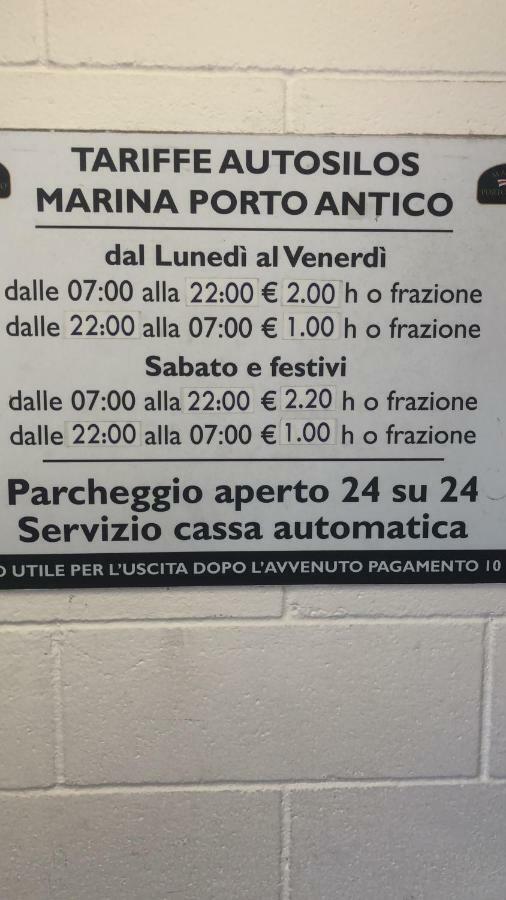 TARIFFE AUTOSILOS
MARINA PORTO ANTICO
dal Lunedì al Venerdì
dalle 07:00 alla 22:00 € 2.00 h o frazione
dalle 22:00 alla 07:00 € 1.00 h o frazione
Sabato e festivi
dalle 07:00 alla 22:00 € 2.20 h o frazione
dalle 22:00 alla 07:00 € 1.00 h o frazione
Parcheggio aperto 24 su 24
Servizio cassa automatica
O UTILE PER L'USCITA DOPO L'AVVENUTO PAGAMENTO 10